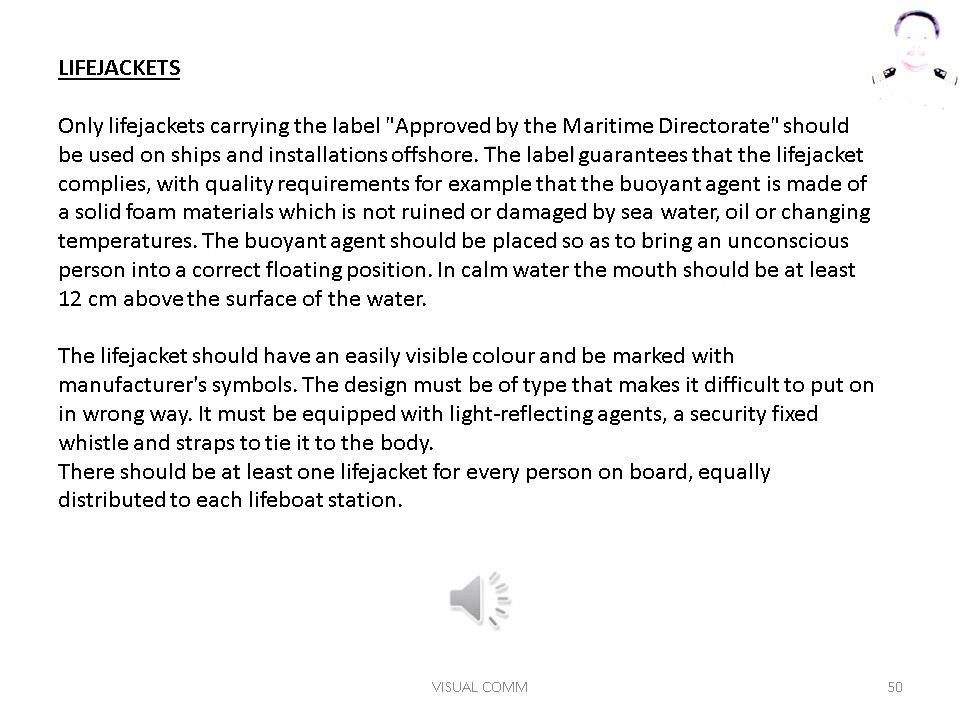 LIFEJACKETS
Only lifejackets carrying the label "Approved by the Maritime Directorate" should
be used on ships and installations offshore. The label guarantees that the lifejacket
complies, with quality requirements for example that the buoyant agent is made of
a solid foam materials which is not ruined or damaged by sea water, oil or changing
temperatures. The buoyant agent should be placed so as to bring an unconscious
person into a correct floating position. In calm water the mouth should be at least
12 cm above the surface of the water.
The lifejacket should have an easily visible colour and be marked with
manufacturer's symbols. The design must be of type that makes it difficult to put on
in wrong way. It must be equipped with light-reflecting agents, a security fixed
whistle and straps to tie it to the body.
There should be at least one lifejacket for every person on board, equally
distributed to each lifeboat station.
VISUAL COMM
50